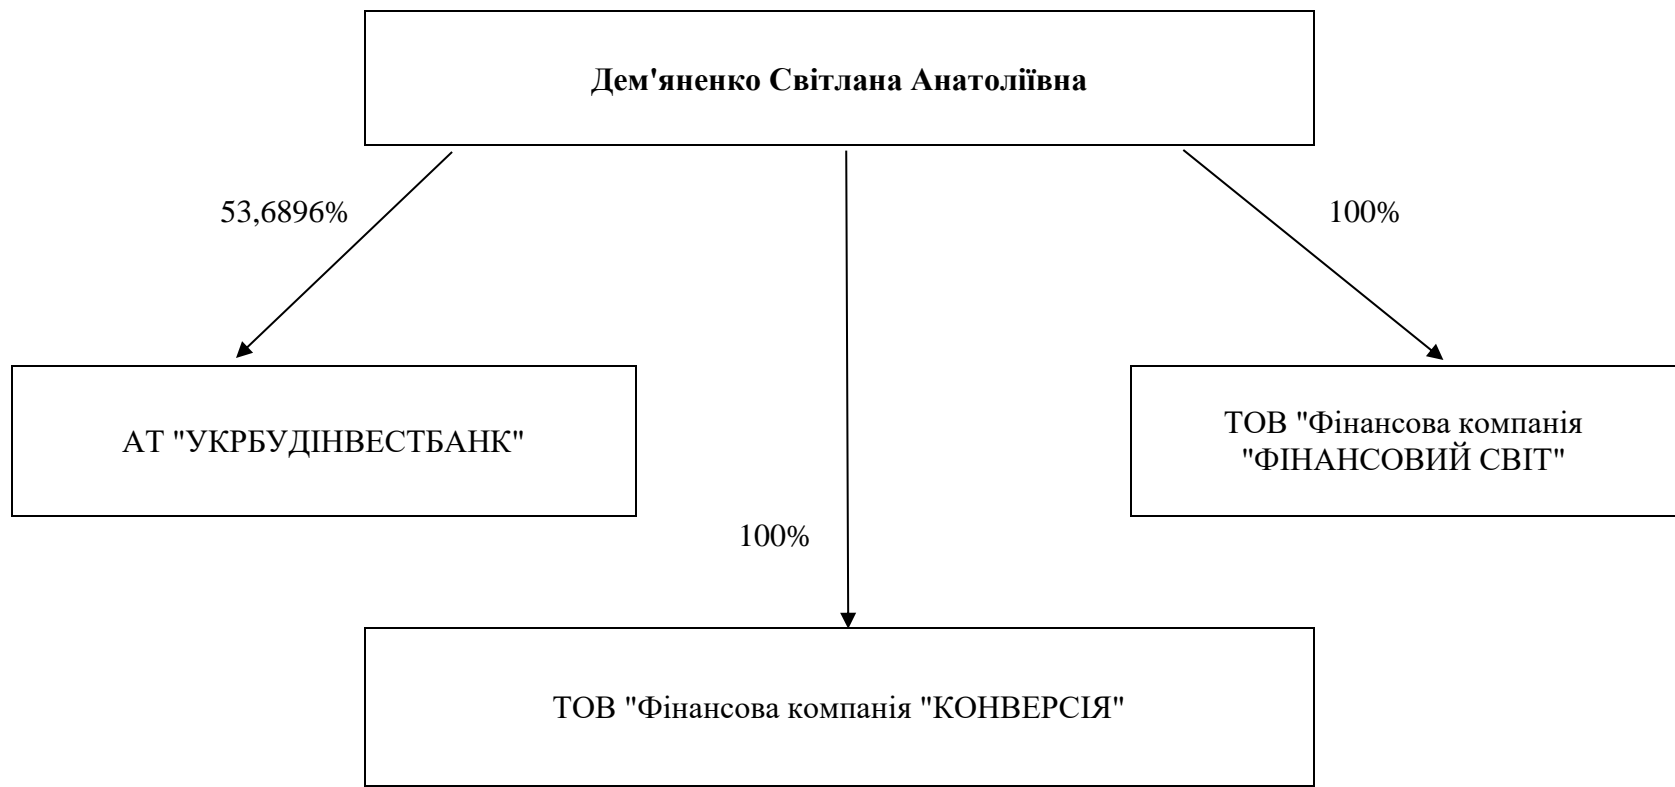 Дем'яненко Світлана Анатоліївна
53,6896%
100%
АТ "УКРБУДІНВЕСТБАНК"
ТОВ "Фінансова компанія
"ФІНАНСОВИЙ СВІТ"
100%
ТОВ "Фінансова компанія "КОНВЕРСІЯ"